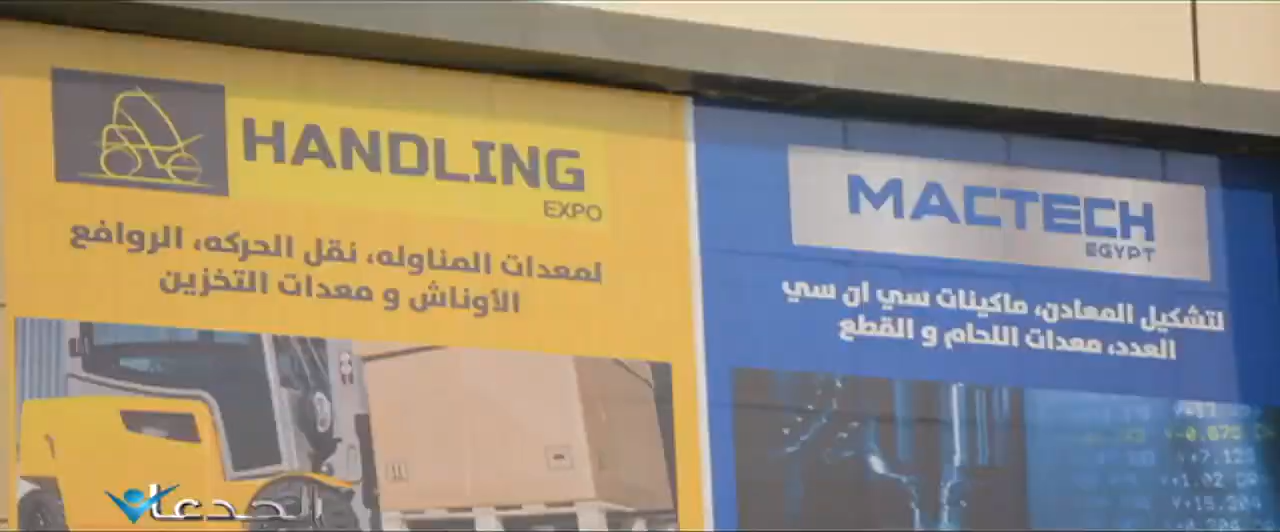 HANDLING
EXPO
لمعدات المناوله، نقل الحركه، الروافع
الأوناش و معدات التخزين
MACTECH
EGYPT
لتشكيل المعادن، ماكينات سي ان سي
العدد، معدات اللحام و القطع
الجدعان